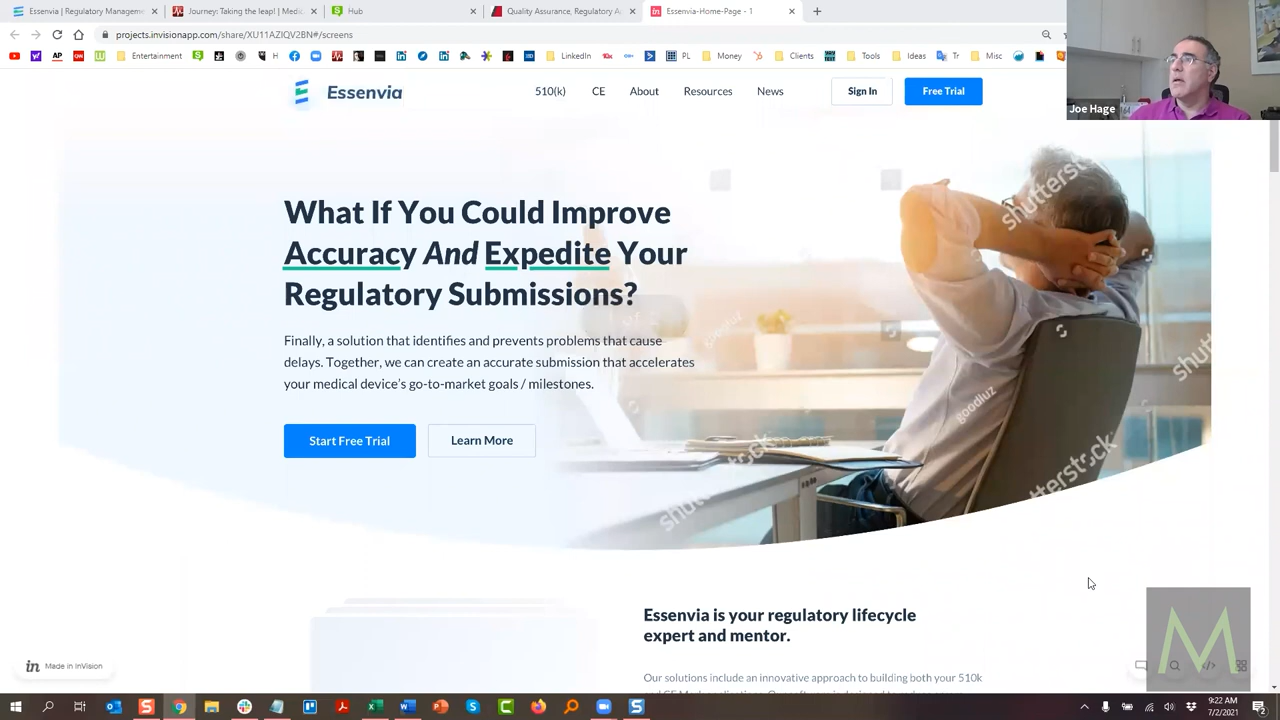 Essenvia | Regulatory Managem
Journey: Taking the leap! | Medic
Hub
Quality Assurance, Regulatory A
Essenvia-Home-Page - 1
projects.invisionapp.com/share/XU11AZIQV2BN#/screens
Entertainment
LinkedIn
PL
Money
Clients
Tools
Ideas
Tr
Misc
Joe Hage
Essenvia
510(k)
CE
About
Resources
News
Sign In
Free Trial
What If You Could Improve
Accuracy And Expedite Your
Regulatory Submissions?
Finally, a solution that identifies and prevents problems that cause
delays. Together, we can create an accurate submission that accelerates
your medical device's go-to-market goals / milestones.
Start Free Trial
Learn More
shutterstock
goodluz
Essenvia is your regulatory lifecycle
expert and mentor.
Our solutions include an innovative approach to building both your 510k
in Made in InVision
M
9:22 AM
7/2/2021